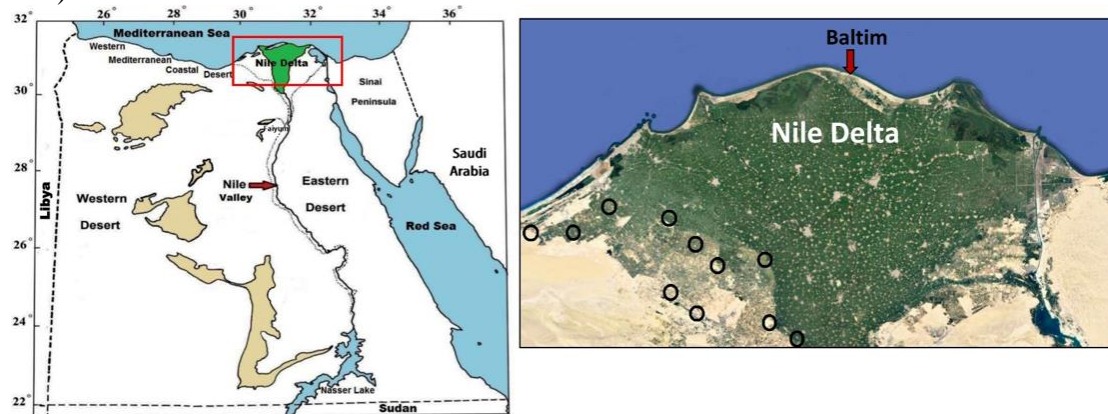 26° 28° 30° 32° 36°
32°
Mediterranean Sea
Western
Mediterranean
Coastal
Desert
Nile Delta
Sinai
Peninsula
30°
Faiyum
28°
Nile
Valley
Eastern
Desert
Saudi
Arabia
Libya
Western
Desert
Red Sea
26°
24°
Nasser Lake
22°
Sudan
Baltim
Nile Delta